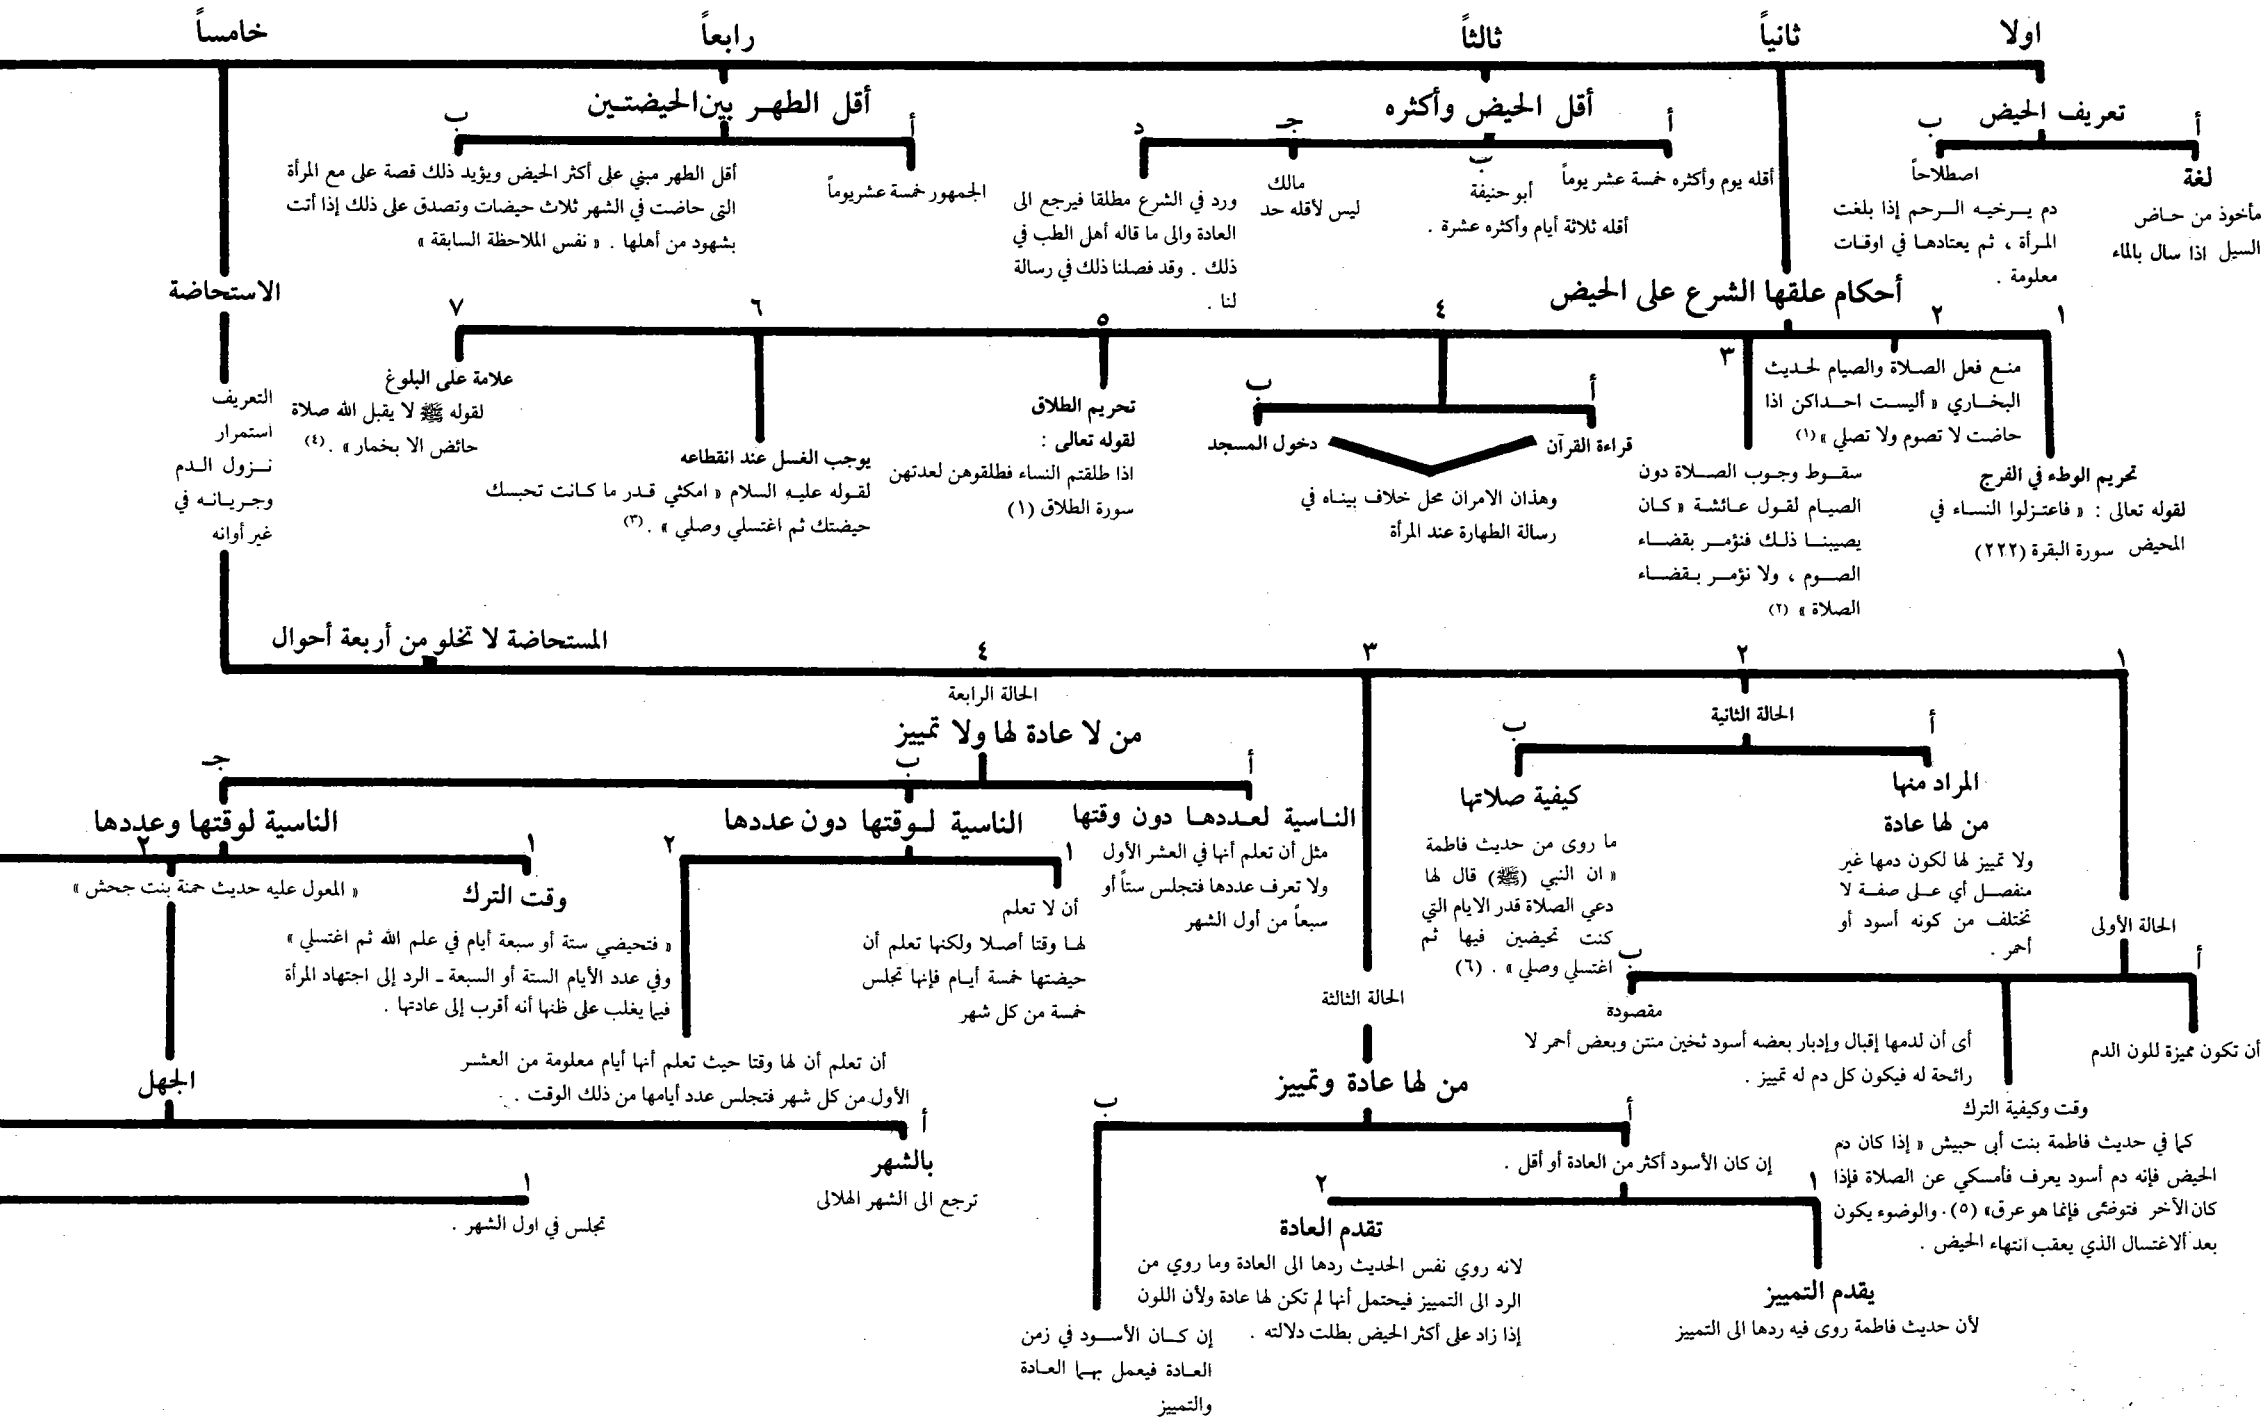 اولا
ثانياً
ثالثاً
رابعاً
خامساً
تعريف الحيض
أ
لغة
مأخوذ من حاض
السيل اذا سال بالماء
ب
اصطلاحاً
دم يرخيه الرحم إذا بلغت
المرأة ، ثم يعتادها في اوقات
معلومة .
أقل الحيض وأكثره
أ
أقله يوم وأكثره خمسة عشر يوماً
ب
أبو حنيفة
أقله ثلاثة أيام وأكثره عشرة .
جـ
مالك
ليس لأقله حد
د
ورد في الشرع مطلقا فيرجع الى
العادة والى ما قاله أهل الطب في
ذلك . وقد فصلنا ذلك في رسالة
لنا .
أقل الطهر بين الحيضتين
أ
الجمهور خمسة عشر يوماً
ب
أقل الطهر مبني على أكثر الحيض ويؤيد ذلك قصة على مع المرأة
التى حاضت في الشهر ثلاث حيضات وتصدق على ذلك إذا أتت
بشهود من أهلها . « نفس الملاحظة السابقة »
أحكام علقها الشرع على الحيض
١
تحريم الوطء في الفرج
لقوله تعالى : « فاعتزلوا النساء في
المحيض سورة البقرة (٢٢٢)
٢
منع فعل الصلاة والصيام لحديث
البخاري « أليست احداكن اذا
حاضت لا تصوم ولا تصلي » (١)
٣
سقوط وجوب الصلاة دون
الصيام لقول عائشة « كان
يصيبنا ذلك فنؤمر بقضاء
الصوم ، ولا نؤمر بقضاء
الصلاة » (٢)
٤
أ
قراءة القرآن
ب
دخول المسجد
وهذان الامران محل خلاف بيناه في
رسالة الطهارة عند المرأة
٥
تحريم الطلاق
لقوله تعالى :
اذا طلقتم النساء فطلقوهن لعدتهن
سورة الطلاق (١)
٦
يوجب الغسل عند انقطاعه
لقوله عليه السلام « امكثي قدر ما كانت تحبسك
حيضتك ثم اغتسلي وصلي » . (٣)
٧
علامة على البلوغ
لقوله ﷺ لا يقبل الله صلاة
حائض الا بخمار » . (٤)
الاستحاضة
التعريف
استمرار
نزول الدم
وجريانه في
غير أوانه
المستحاضة لا تخلو من أربعة أحوال
١
الحالة الأولى
أ
أن تكون مميزة للون الدم
ب
مقصودة
أى أن لدمها إقبال وإدبار بعضه أسود ثخين منتن وبعض أحمر لا
رائحة له فيكون كل دم له تمييز .
وقت وكيفية الترك
كما في حديث فاطمة بنت أبى حبيش « إذا كان دم
الحيض فإنه دم أسود يعرف فأمسكي عن الصلاة فإذا
كان الآخر فتوضئى فإنما هو عرق» (٥) . والوضوء يكون
بعد ألاغتسال الذي يعقب انتهاء الحيض .
٢
الحالة الثانية
أ
المراد منها
من لها عادة
ولا تمييز لها لكون دمها غير
منفصل أي على صفة لا
تختلف من كونه أسود أو
أحمر .
ب
كيفية صلاتها
ما روى من حديث فاطمة
« ان النبي (ﷺ) قال لها
دعي الصلاة قدر الايام التي
كنت تحيضين فيها ثم
اغتسلي وصلي » . (٦)
٣
الحالة الثالثة
من لها عادة وتمييز
أ
إن كان الأسود أكثر من العادة أو أقل .
١
يقدم التمييز
لأن حديث فاطمة روى فيه ردها الى التمييز
٢
تقدم العادة
لانه روي نفس الحديث ردها الى العادة وما روي من
الرد الى التمييز فيحتمل أنها لم تكن لها عادة ولأن اللون
إذا زاد على أكثر الحيض بطلت دلالته .
ب
إن كان الأسود في زمن
العادة فيعمل بهما العادة
والتمييز
٤
الحالة الرابعة
من لا عادة لها ولا تمييز
أ
الناسية لعددها دون وقتها
مثل أن تعلم أنها في العشر الأول
ولا تعرف عددها فتجلس ستاً أو
سبعاً من أول الشهر
ب
الناسية لوقتها دون عددها
١
أن لا تعلم
لها وقتا أصلا ولكنها تعلم أن
حيضتها خمسة أيام فإنها تجلس
خمسة من كل شهر
٢
أن تعلم أن لها وقتا حيث تعلم أنها أيام معلومة من العشر
الأول من كل شهر فتجلس عدد أيامها من ذلك الوقت .
جـ
الناسية لوقتها وعددها
١
وقت الترك
« فتحيضي ستة أو سبعة أيام في علم الله ثم اغتسلي »
وفي عدد الأيام الستة أو السبعة ـ الرد إلى اجتهاد المرأة
فيما يغلب على ظنها أنه أقرب إلى عادتها .
٢
« المعول عليه حديث حمنة بنت جحش »
الجهل
أ
بالشهر
ترجع الى الشهر الهلالى
١
تجلس في اول الشهر .